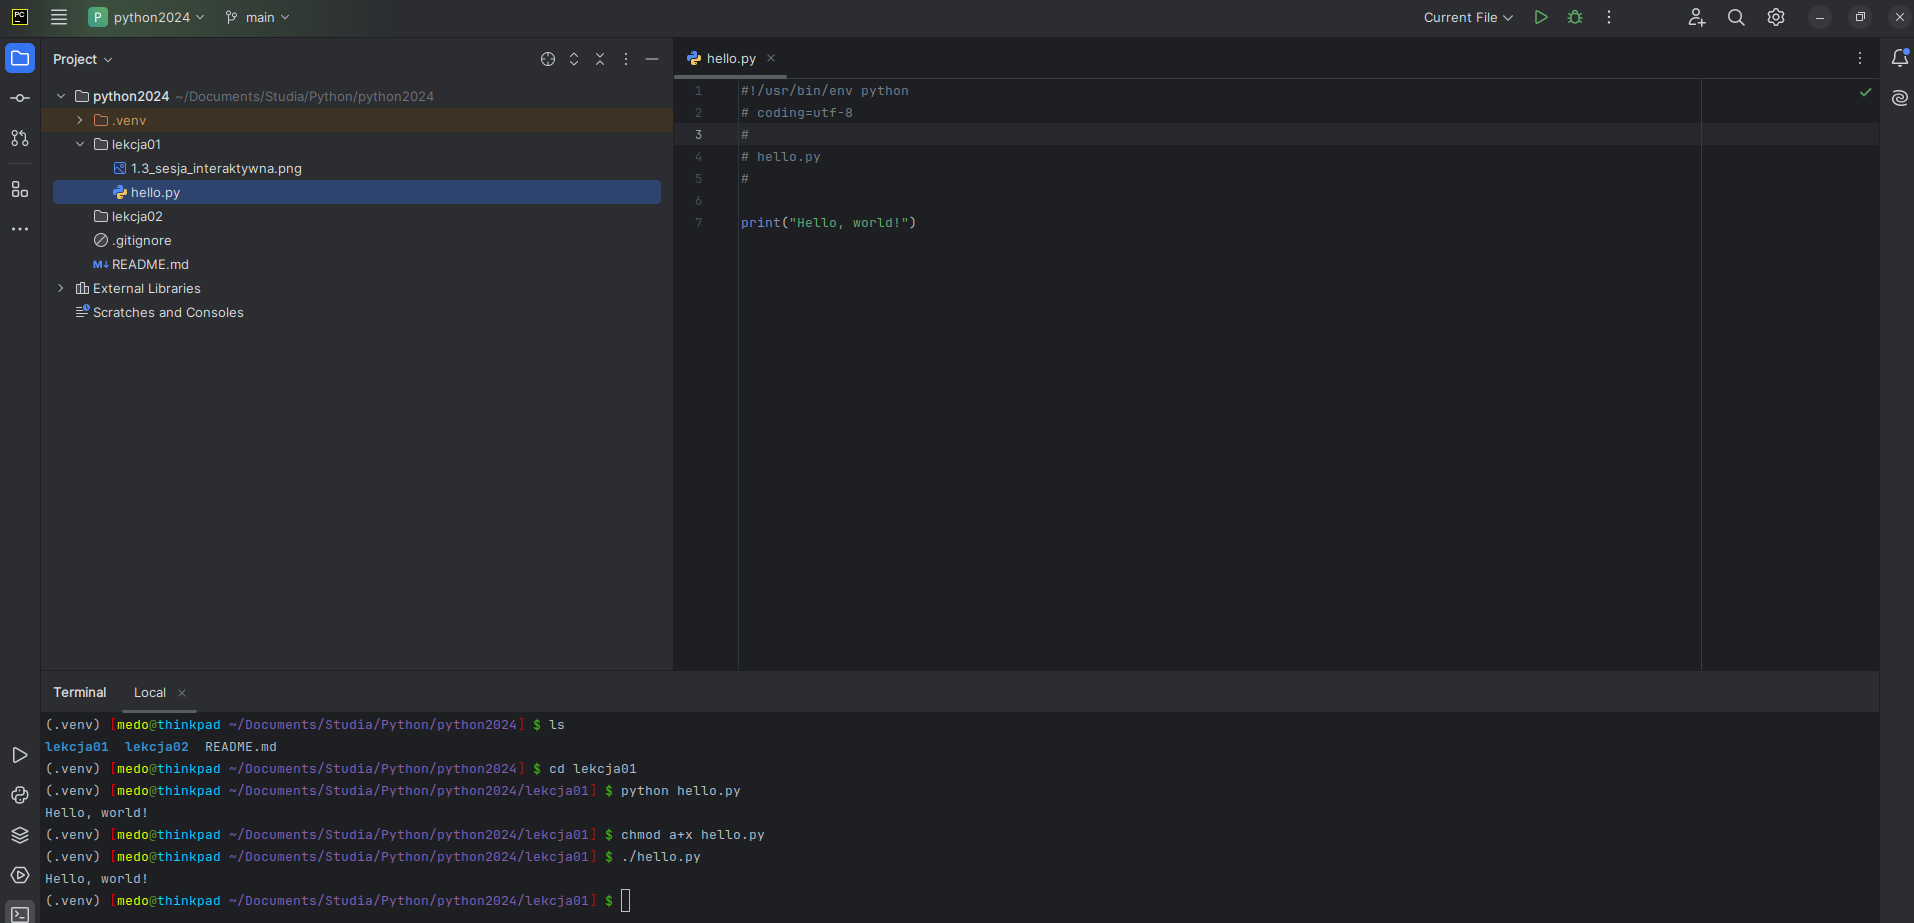 PC
P python2024 main Current File
Project
hello.py
python2024 ~/Documents/Studia/Python/python2024
.venv
lekcja01
1.3_sesja_interaktywna.png
hello.py
lekcja02
.gitignore
M↓ README.md
External Libraries
Scratches and Consoles
1 #!/usr/bin/env python
2 # coding=utf-8
3 #
4 # hello.py
5 #
6
7 print("Hello, world!")
Terminal Local
(.venv) [medo@thinkpad ~/Documents/Studia/Python/python2024] $ ls
lekcja01 lekcja02 README.md
(.venv) [medo@thinkpad ~/Documents/Studia/Python/python2024] $ cd lekcja01
(.venv) [medo@thinkpad ~/Documents/Studia/Python/python2024/lekcja01] $ python hello.py
Hello, world!
(.venv) [medo@thinkpad ~/Documents/Studia/Python/python2024/lekcja01] $ chmod a+x hello.py
(.venv) [medo@thinkpad ~/Documents/Studia/Python/python2024/lekcja01] $ ./hello.py
Hello, world!
(.venv) [medo@thinkpad ~/Documents/Studia/Python/python2024/lekcja01] $